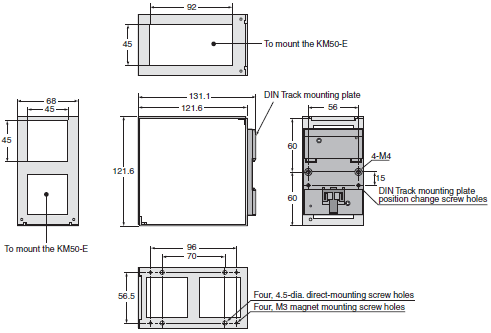 92
45
To mount the KM50-E
131.1
121.6
DIN Track mounting plate
68
45
45
121.6
56
60
4-M4
15
60
DIN Track mounting plate
position change screw holes
To mount the KM50-E
96
70
56.5
Four, 4.5-dia. direct-mounting screw holes
Four, M3 magnet mounting screw holes